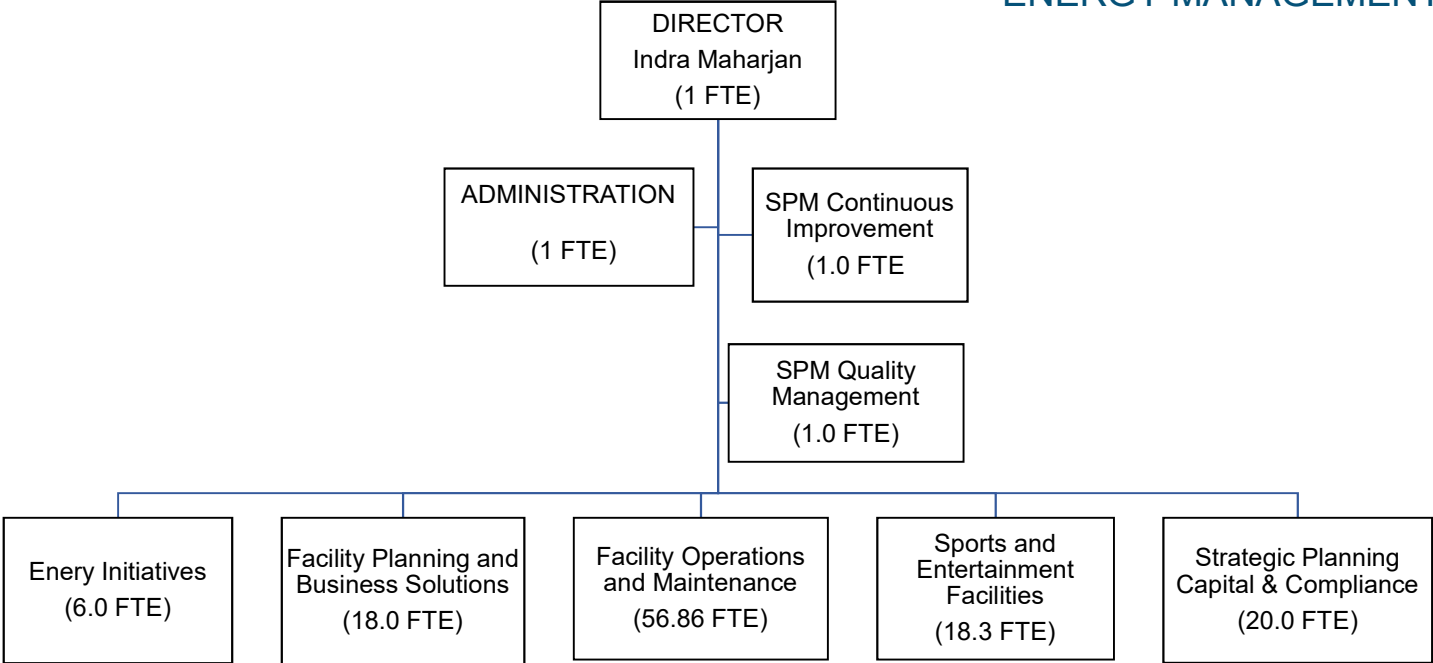 ENERGY MANAGEMENT
DIRECTOR
Indra Maharjan
(1 FTE)
ADMINISTRATION
(1 FTE)
SPM Continuous
Improvement
(1.0 FTE
SPM Quality
Management
(1.0 FTE)
Enery Initiatives
(6.0 FTE)
Facility Planning and
Business Solutions
(18.0 FTE)
Facility Operations
and Maintenance
(56.86 FTE)
Sports and
Entertainment
Facilities
(18.3 FTE)
Strategic Planning
Capital & Compliance
(20.0 FTE)